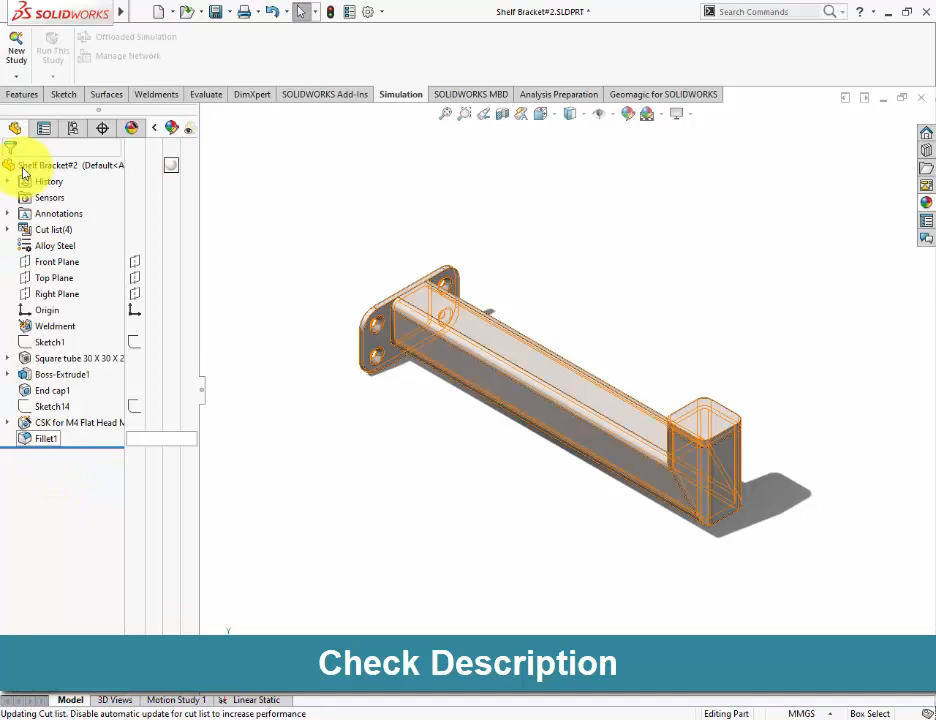 SOLIDWORKS
Shelf Bracket#2.SLDPRT *
Search Commands
New
Study
Run This
Study
Offloaded Simulation
Manage Network
Features
Sketch
Surfaces
Weldments
Evaluate
DimXpert
SOLIDWORKS Add-Ins
Simulation
SOLIDWORKS MBD
Analysis Preparation
Geomagic for SOLIDWORKS
Shelf Bracket#2 (Default<A
History
Sensors
Annotations
Cut list(4)
Alloy Steel
Front Plane
Top Plane
Right Plane
Origin
Weldment
Sketch1
Square tube 30 X 30 X 2
Boss-Extrude1
End cap1
Sketch14
CSK for M4 Flat Head M
Fillet1
Y
Check Description
Model
3D Views
Motion Study 1
Linear Static
Updating Cut list. Disable automatic update for cut list to increase performance
Editing Part
MMGS
Box Select